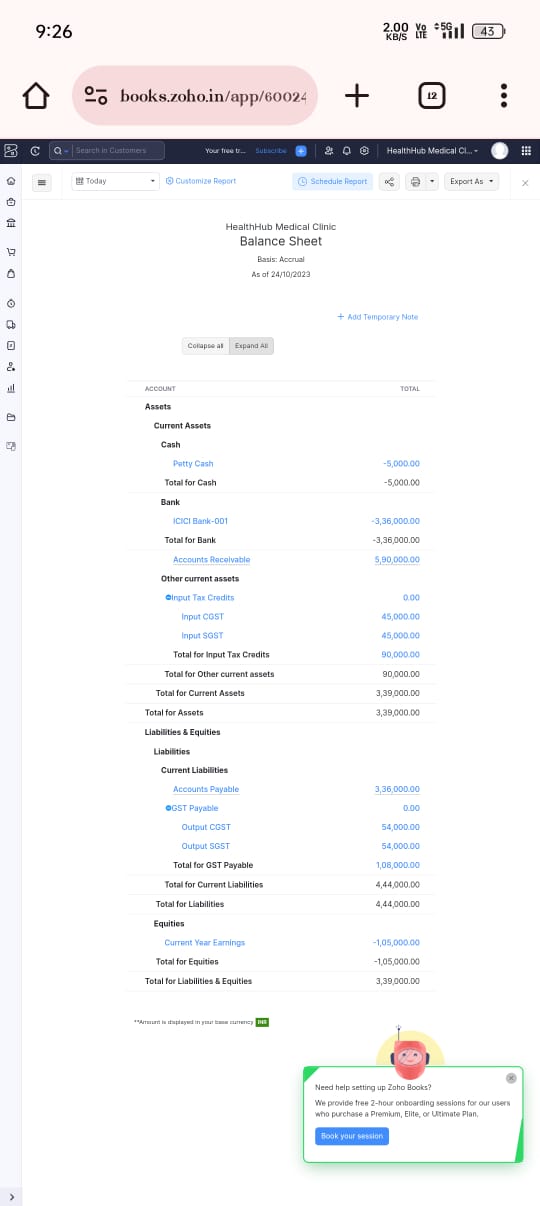 9:26
2.00 KB/S Vo LTE 5G 43
books.zoho.in/app/60024
12
Search in Customers
Your free tr... Subscribe
HealthHub Medical Cl...
Today
Customize Report
Schedule Report
Export As
HealthHub Medical Clinic
Balance Sheet
Basis: Accrual
As of 24/10/2023
+ Add Temporary Note
Collapse all Expand All
ACCOUNT TOTAL
Assets
Current Assets
Cash
Petty Cash -5,000.00
Total for Cash -5,000.00
Bank
ICICI Bank-001 -3,36,000.00
Total for Bank -3,36,000.00
Accounts Receivable 5,90,000.00
Other current assets
Input Tax Credits 0.00
Input CGST 45,000.00
Input SGST 45,000.00
Total for Input Tax Credits 90,000.00
Total for Other current assets 90,000.00
Total for Current Assets 3,39,000.00
Total for Assets 3,39,000.00
Liabilities & Equities
Liabilities
Current Liabilities
Accounts Payable 3,36,000.00
GST Payable 0.00
Output CGST 54,000.00
Output SGST 54,000.00
Total for GST Payable 1,08,000.00
Total for Current Liabilities 4,44,000.00
Total for Liabilities 4,44,000.00
Equities
Current Year Earnings -1,05,000.00
Total for Equities -1,05,000.00
Total for Liabilities & Equities 3,39,000.00
**Amount is displayed in your base currency INR
Need help setting up Zoho Books?
We provide free 2-hour onboarding sessions for our users
who purchase a Premium, Elite, or Ultimate Plan.
Book your session